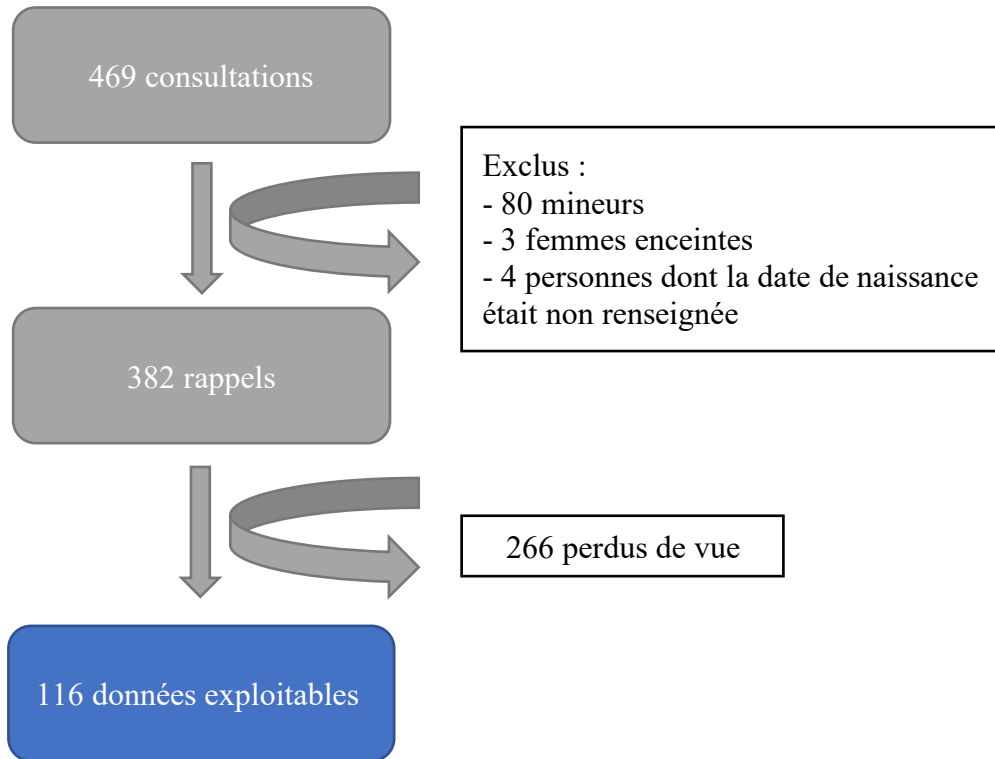 469 consultations
Exclus :
- 80 mineurs
- 3 femmes enceintes
- 4 personnes dont la date de naissance
était non renseignée
382 rappels
266 perdus de vue
116 données exploitables